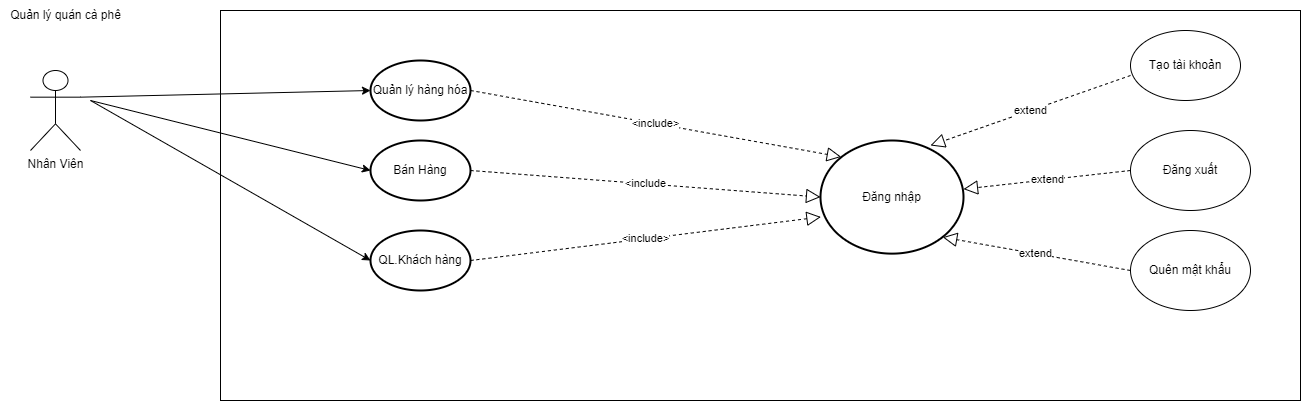 Quản lý quán cà phê
Tạo tài khoản
Quản lý hàng hóa
extend
<include>
Nhân Viên
Bán Hàng
<include
Đăng nhập
extend
Đăng xuất
<include>
QL.Khách hàng
extend
Quên mật khẩu